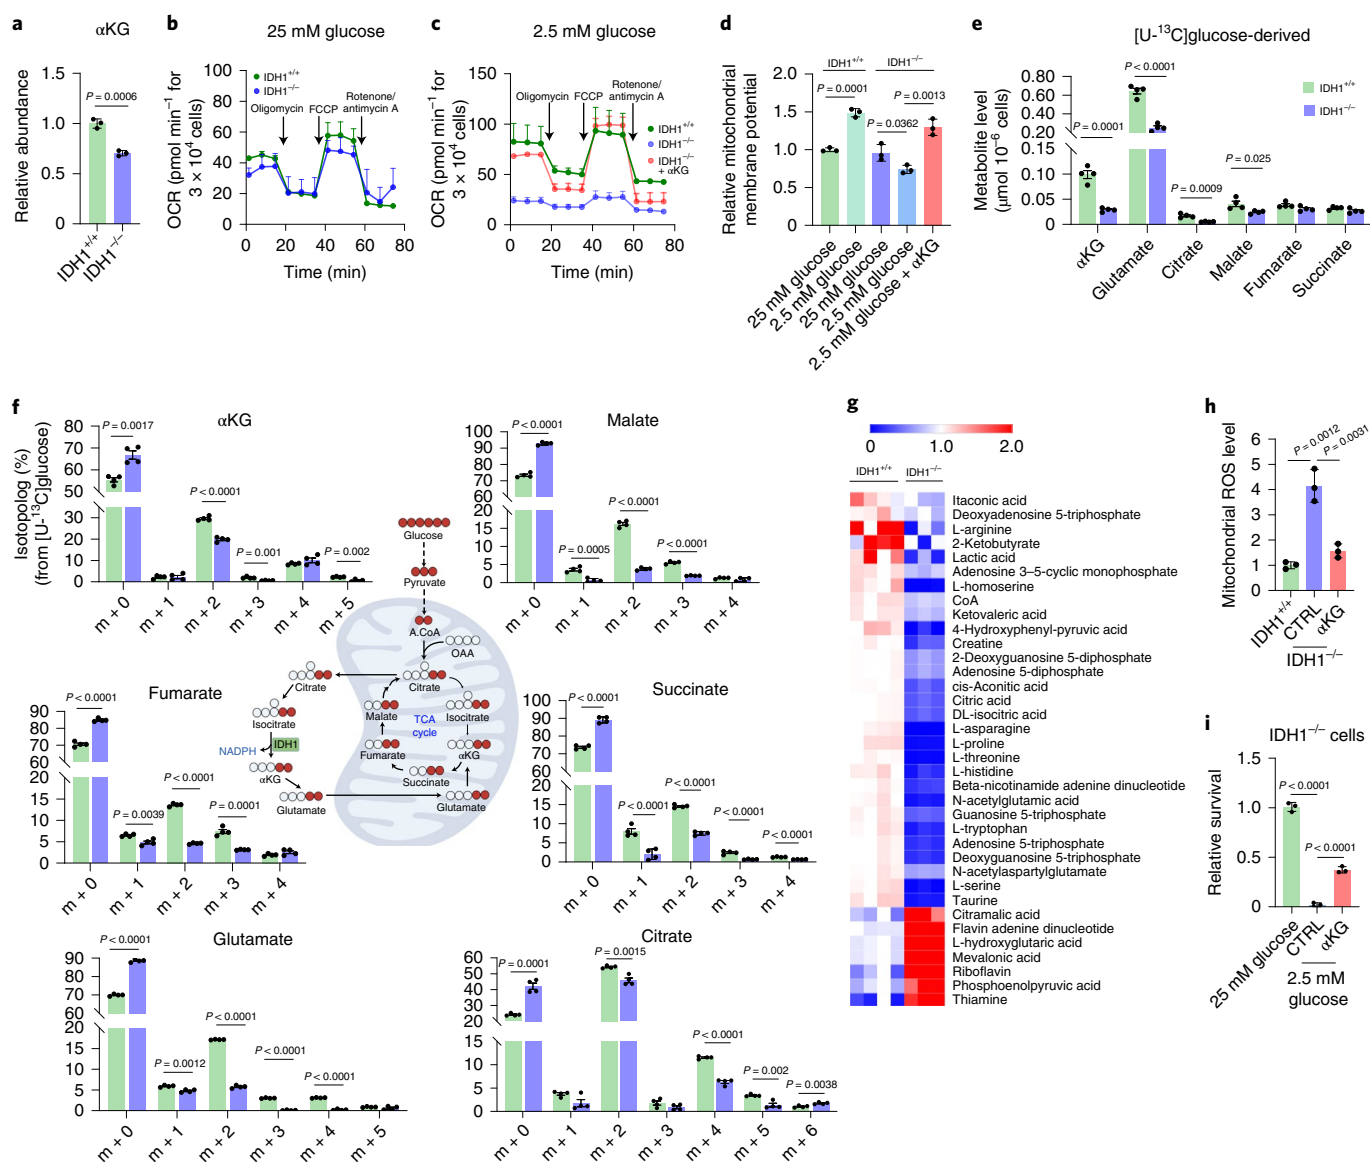 a
αKG
Relative abundance
1.5
1.0
0.5
0
P = 0.0006
IDH1+/+
IDH1−/−
b
25 mM glucose
OCR (pmol min−1 for
3 × 104 cells)
100
80
60
40
20
0
IDH1+/+
IDH1−/−
Oligomycin
FCCP
Rotenone/
antimycin A
0 20 40 60 80
Time (min)
c
2.5 mM glucose
OCR (pmol min−1 for
3 × 104 cells)
150
100
50
0
Oligomycin
FCCP
Rotenone/
antimycin A
IDH1+/+
IDH1−/−
IDH1−/−
+ αKG
0 25 50 75
Time (min)
d
Relative mitochondrial
membrane potential
2.0
1.5
1.0
0.5
0
IDH1+/+
IDH1−/−
P = 0.0001
P = 0.0013
P = 0.0362
25 mM glucose
2.5 mM glucose
25 mM glucose
2.5 mM glucose
2.5 mM glucose + αKG
e
[U-13C]glucose-derived
Metabolite level
(μmol 10−6 cells)
0.80
0.60
0.40
0.20
0.15
0.10
0.05
0
P < 0.0001
P = 0.0001
P = 0.0009
P = 0.025
IDH1+/+
IDH1−/−
αKG
Glutamate
Citrate
Malate
Fumarate
Succinate
f
Isotopolog (%)
(from [U-13C]glucose)
αKG
80
70
60
50
30
20
10
0
P = 0.0017
P < 0.0001
P = 0.001
P = 0.002
m + 0
m + 1
m + 2
m + 3
m + 4
m + 5
Malate
100
90
80
70
60
20
15
10
5
0
P < 0.0001
P = 0.0005
P < 0.0001
P < 0.0001
m + 0
m + 1
m + 2
m + 3
m + 4
Glucose
Pyruvate
A.CoA
OAA
Citrate
Citrate
Isocitrate
Isocitrate
Malate
TCA
cycle
NADPH
IDH1
αKG
αKG
Fumarate
Succinate
Glutamate
Glutamate
Fumarate
90
80
70
60
20
15
10
5
0
P < 0.0001
P = 0.0039
P < 0.0001
P = 0.0001
m + 0
m + 1
m + 2
m + 3
m + 4
Succinate
100
90
80
70
60
20
15
10
5
0
P < 0.0001
P < 0.0001
P < 0.0001
P < 0.0001
P < 0.0001
m + 0
m + 1
m + 2
m + 3
m + 4
Glutamate
90
80
70
60
20
15
10
5
0
P < 0.0001
P = 0.0012
P < 0.0001
P < 0.0001
P < 0.0001
m + 0
m + 1
m + 2
m + 3
m + 4
m + 5
Citrate
60
50
40
30
20
15
10
5
0
P = 0.0001
P = 0.0015
P < 0.0001
P = 0.002
P = 0.0038
m + 0
m + 1
m + 2
m + 3
m + 4
m + 5
m + 6
g
0 1.0 2.0
IDH1+/+ IDH1−/−
Itaconic acid
Deoxyadenosine 5-triphosphate
L-arginine
2-Ketobutyrate
Lactic acid
Adenosine 3–5-cyclic monophosphate
L-homoserine
CoA
Ketovaleric acid
4-Hydroxyphenyl-pyruvic acid
Creatine
2-Deoxyguanosine 5-diphosphate
Adenosine 5-diphosphate
cis-Aconitic acid
Citric acid
DL-isocitric acid
L-asparagine
L-proline
L-threonine
L-histidine
Beta-nicotinamide adenine dinucleotide
N-acetylglutamic acid
Guanosine 5-triphosphate
L-tryptophan
Adenosine 5-triphosphate
Deoxyguanosine 5-triphosphate
N-acetylaspartylglutamate
L-serine
Taurine
Citramalic acid
Flavin adenine dinucleotide
L-hydroxyglutaric acid
Mevalonic acid
Riboflavin
Phosphoenolpyruvic acid
Thiamine
h
Mitochondrial ROS level
6
5
4
3
2
1
0
P = 0.0012
P = 0.0031
IDH1+/+
CTRL
αKG
IDH1−/−
i
IDH1−/− cells
Relative survival
1.5
1.0
0.5
0
P < 0.0001
P < 0.0001
25 mM glucose
CTRL
αKG
2.5 mM
glucose